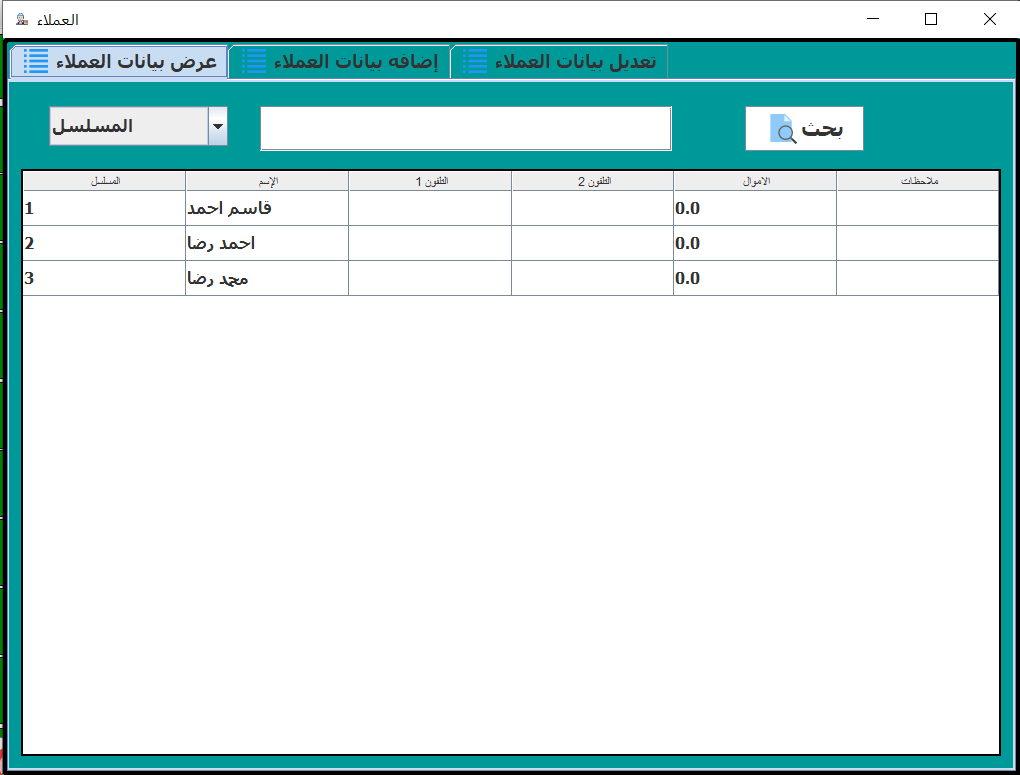 العملاء
عرض بيانات العملاء
إضافه بيانات العملاء
تعديل بيانات العملاء
المسلسل
بحث
المسلسل الإسم التلفون 1 التلفون 2 الاموال ملاحظات
1 قاسم احمد 0.0
2 احمد رضا 0.0
3 محمد رضا 0.0